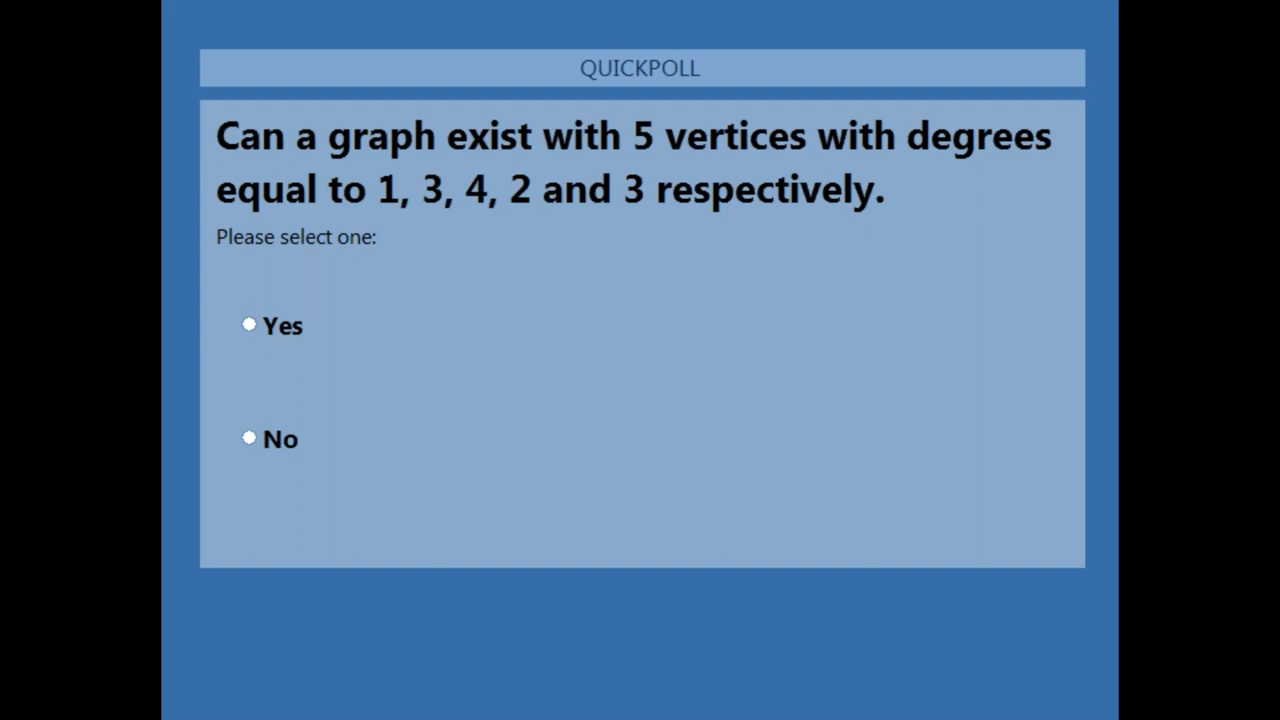 QUICKPOLL
Can a graph exist with 5 vertices with degrees
equal to 1, 3, 4, 2 and 3 respectively.
Please select one:
Yes
No